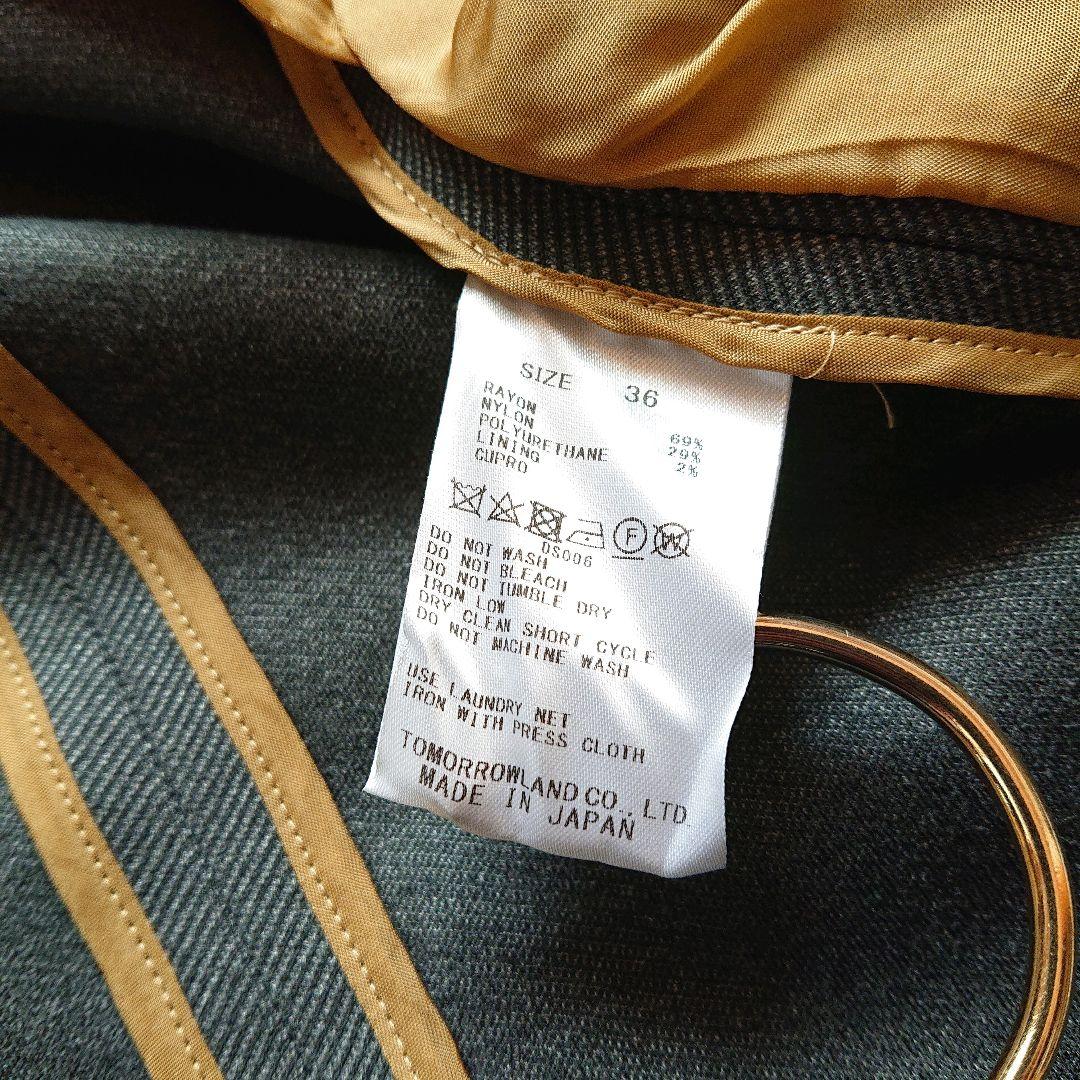 SIZE 36
RAYON 69%
NYLON 29%
POLYURETHANE 2%
LINING
CUPRO
F W
DS006
DO NOT WASH
DO NOT BLEACH
DO NOT TUMBLE DRY
IRON LOW
DRY CLEAN SHORT CYCLE
DO NOT MACHINE WASH
USE LAUNDRY NET
IRON WITH PRESS CLOTH
TOMORROWLAND CO., LTD.
MADE IN JAPAN